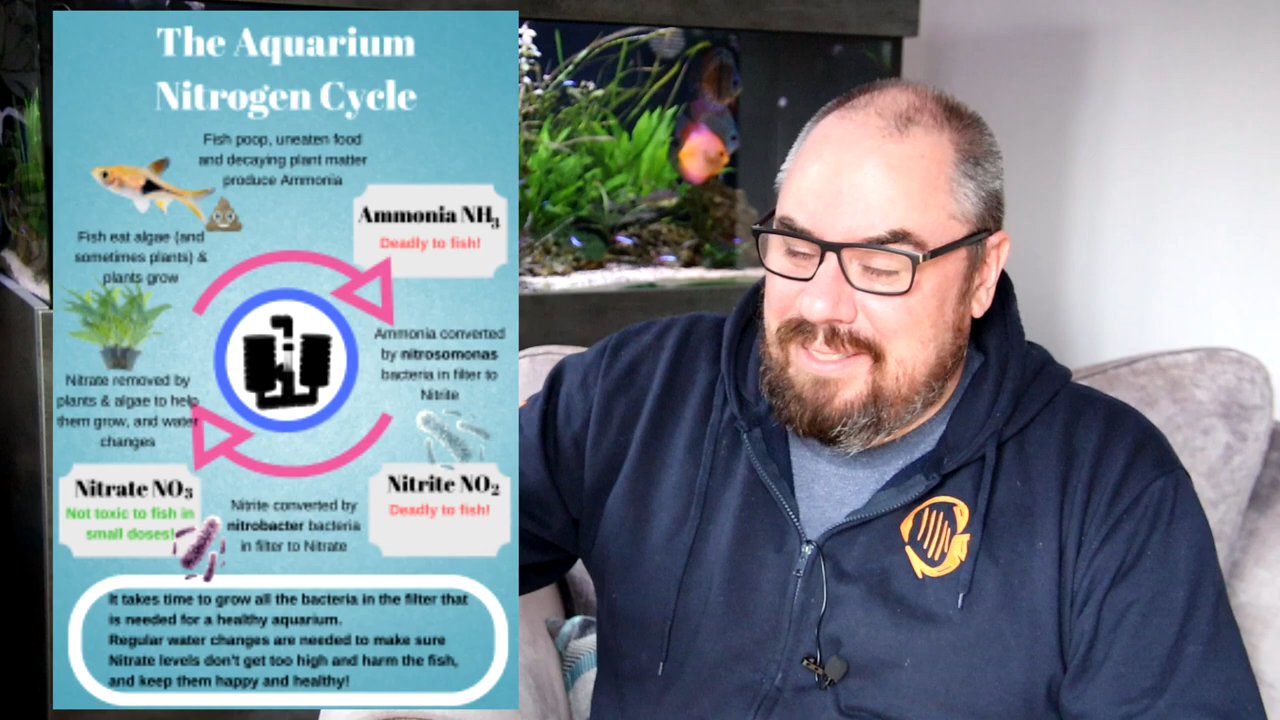 The Aquarium
Nitrogen Cycle
Fish poop, uneaten food
and decaying plant matter
produce Ammonia
Ammonia NH₃
Deadly to fish!
Fish eat algae (and
sometimes plants) &
plants grow
Ammonia converted
by nitrosomonas
bacteria in filter to
Nitrite
Nitrate removed by
plants & algae to help
them grow, and water
changes
Nitrite NO₂
Deadly to fish!
Nitrate NO₃
Not toxic to fish in
small doses!
Nitrite converted by
nitrobacter bacteria
in filter to Nitrate
It takes time to grow all the bacteria in the filter that
is needed for a healthy aquarium.
Regular water changes are needed to make sure
Nitrate levels don't get too high and harm the fish,
and keep them happy and healthy!